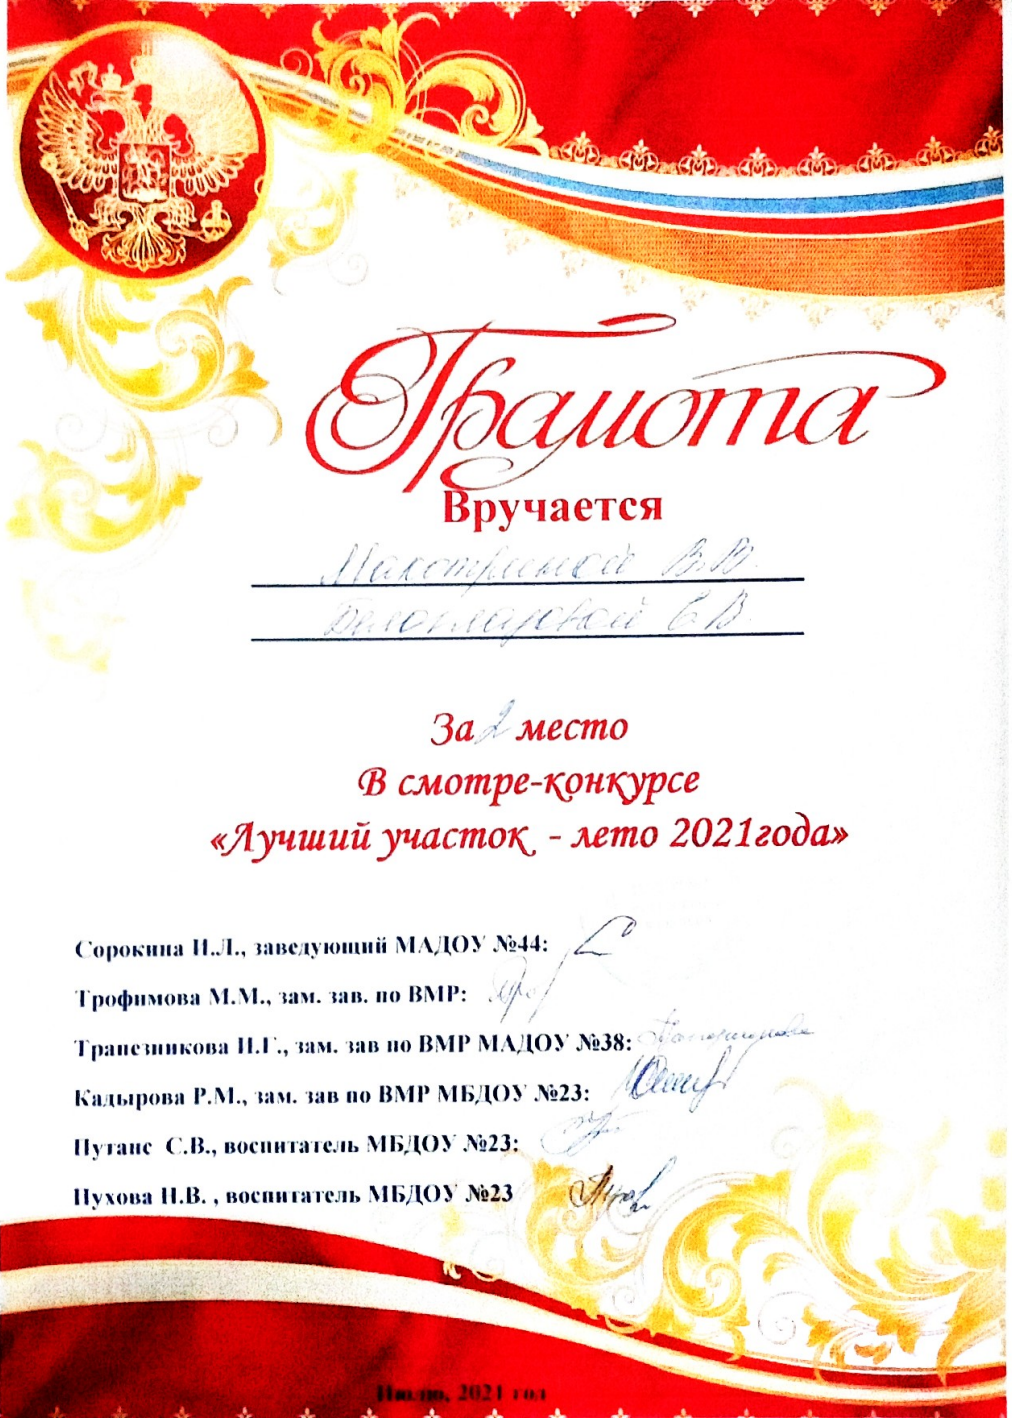 Грамота
Вручается
Махотриной В.В.
Е.В.
За 2 место
В смотре-конкурсе
«Лучший участок - лето 2021года»
Сорокина И.Л., заведующий МАДОУ №44:
Трофимова М.М., зам. зав. по ВМР:
Трапезникова И.Г., зам. зав по ВМР МАДОУ №38:
Кадырова Р.М., зам. зав по ВМР МБДОУ №23:
Путанс С.В., воспитатель МБДОУ №23:
Пухова Н.В. , воспитатель МБДОУ №23
2021 год